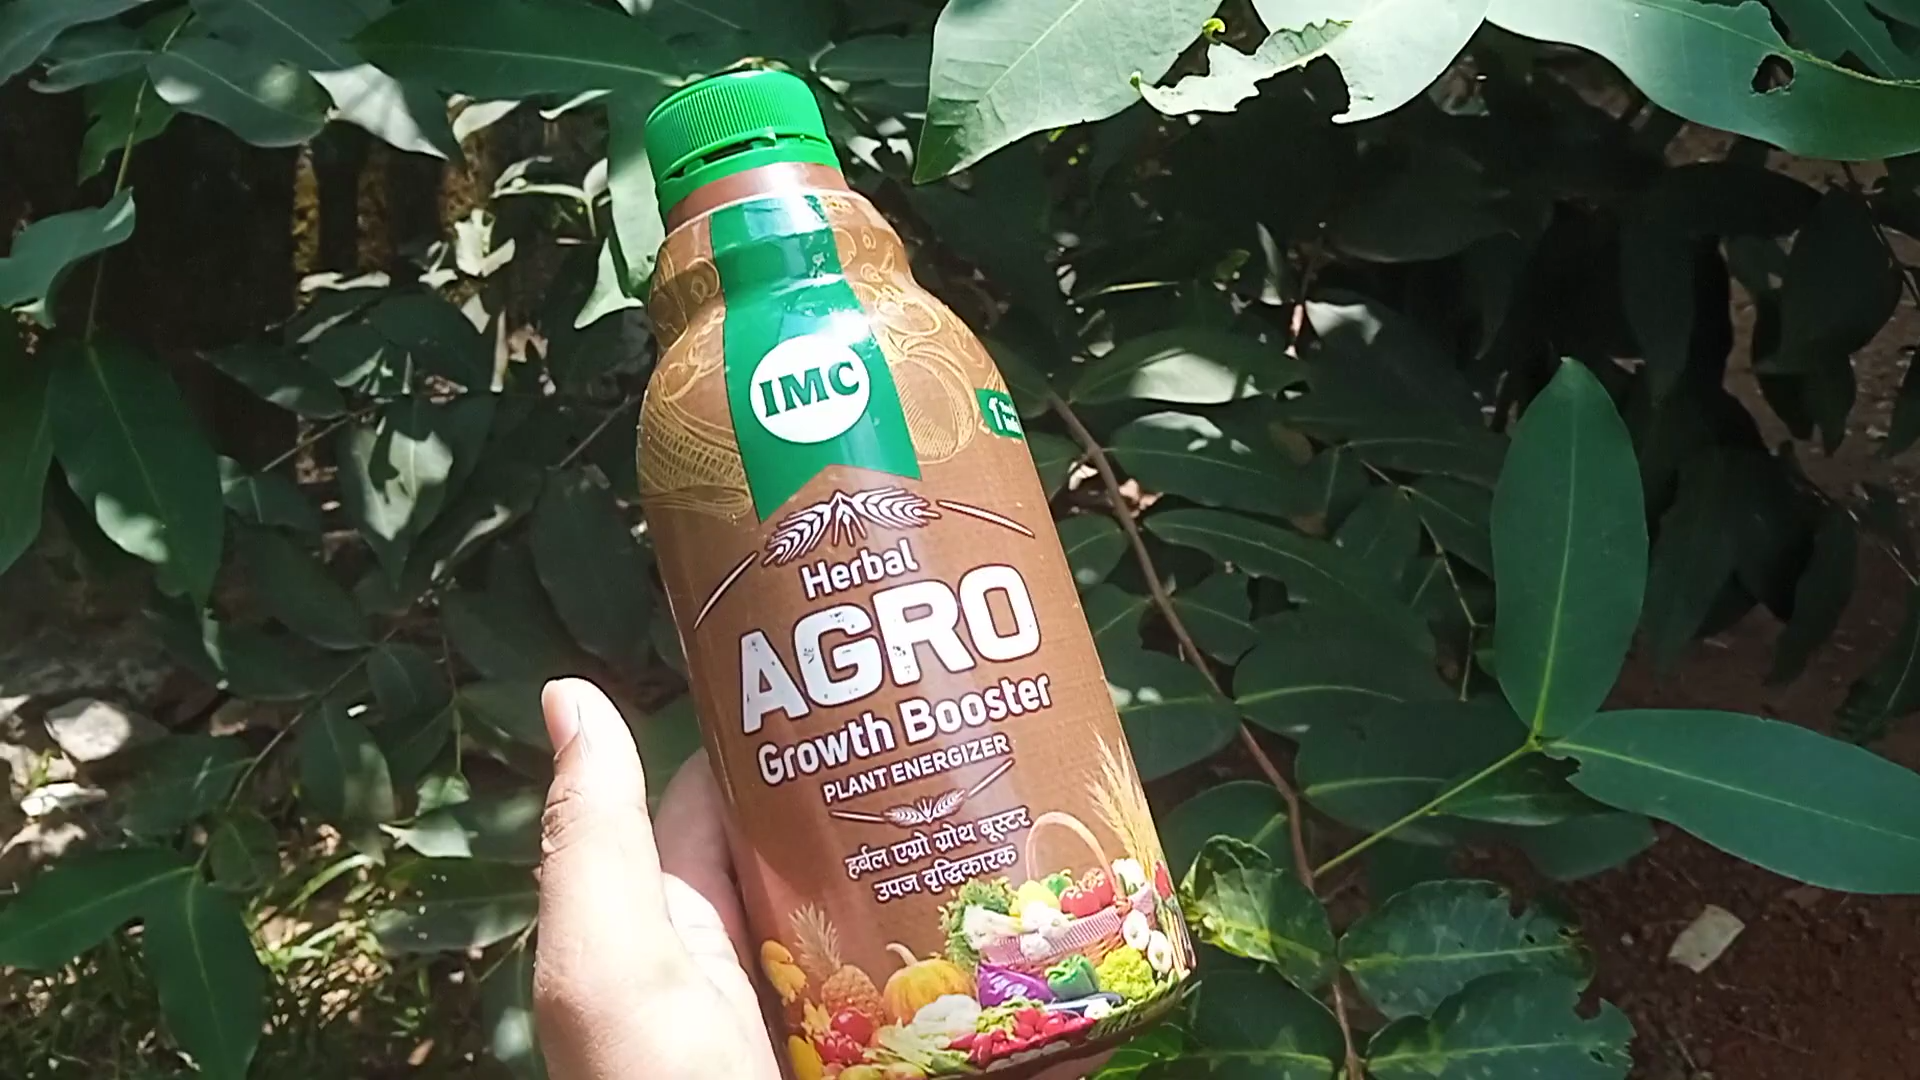 IMC
Herbal
AGRO
Growth Booster
PLANT ENERGIZER
हर्बल एग्रो ग्रोथ बूस्टर
उपज वृद्धिकारक